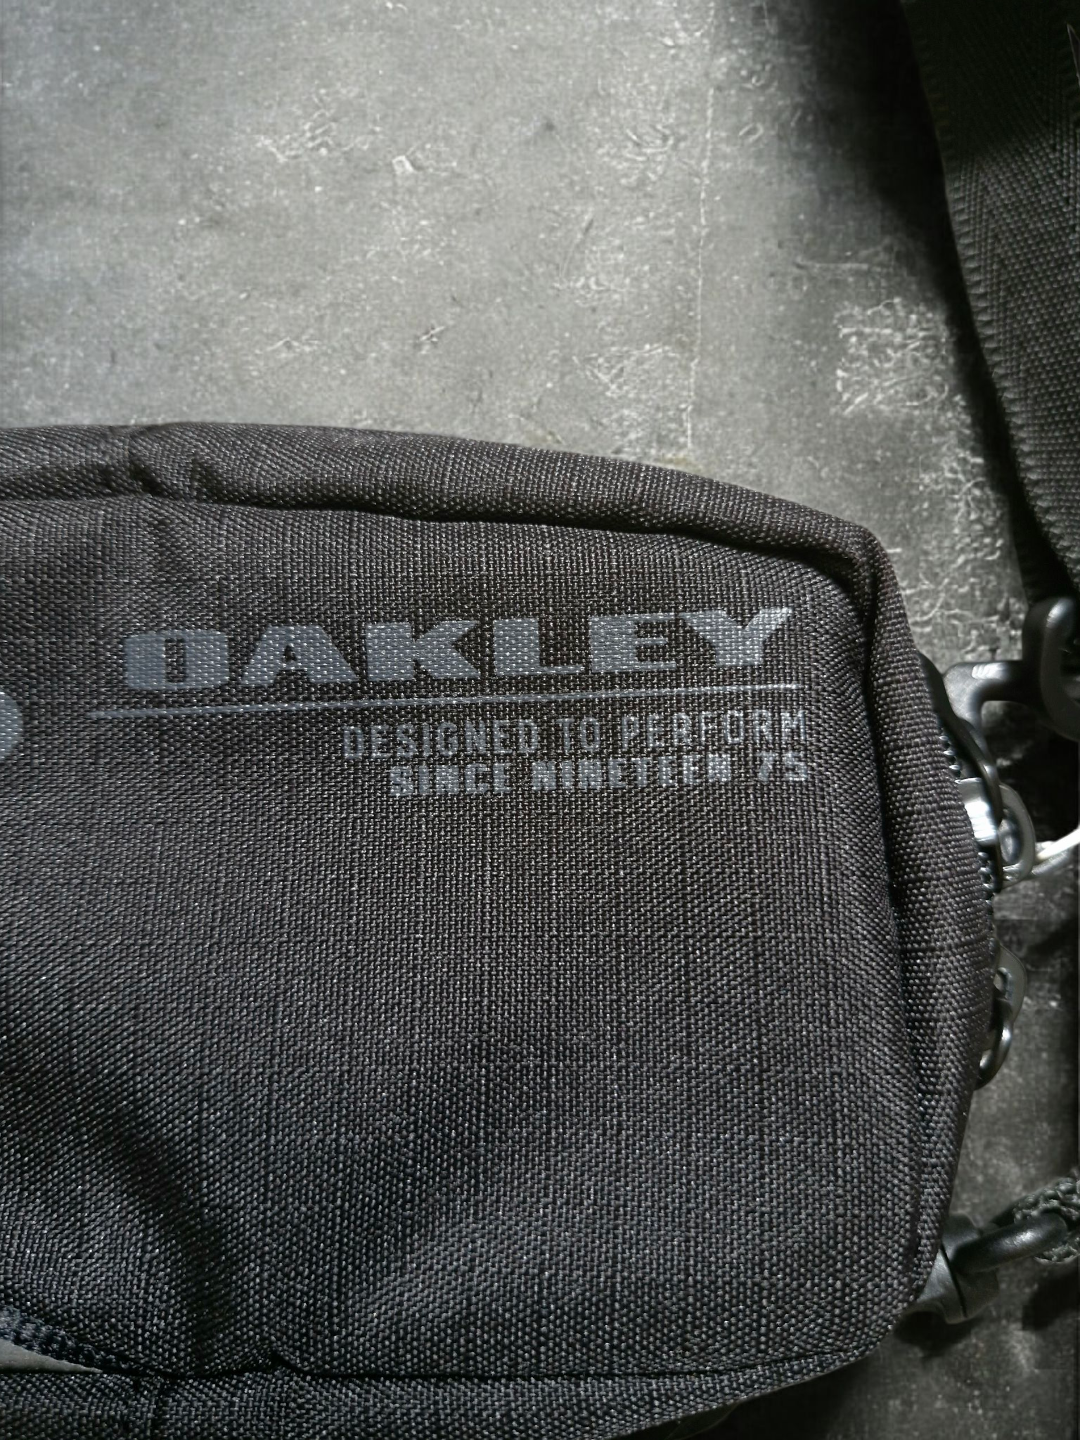 OAKLEY
DESIGNED TO PERFORM
SINCE NINETEEN 75